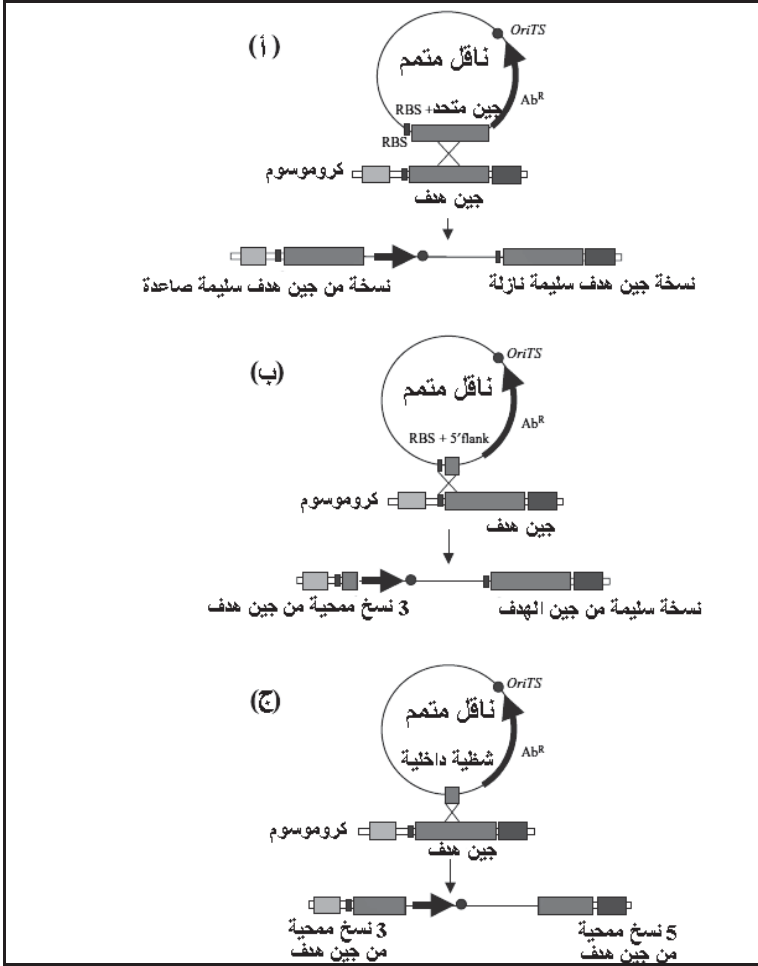 (أ)
OriTS
ناقل متمم
Abᴿ
RBS +جين متحد
RBS
كروموسوم
جين هدف
نسخة من جين هدف سليمة صاعدة
نسخة جين هدف سليمة نازلة
(ب)
OriTS
ناقل متمم
Abᴿ
RBS + 5′flank
كروموسوم
جين هدف
3 نسخ ممحية من جين هدف
نسخة سليمة من جين الهدف
(ج)
OriTS
ناقل متمم
Abᴿ
شظية داخلية
كروموسوم
جين هدف
3 نسخ ممحية
من جين هدف
5 نسخ ممحية
من جين هدف